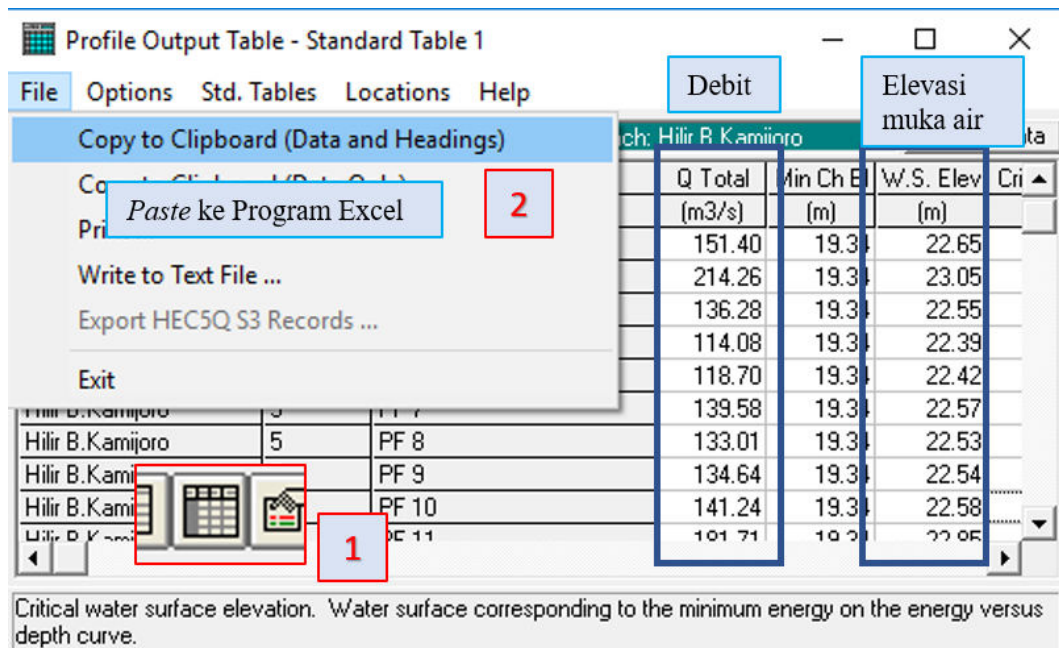 Profile Output Table - Standard Table 1
File Options Std. Tables Locations Help
Debit
Elevasi
muka air
Copy to Clipboard (Data and Headings)
Hilir B.Kamijoro
Paste ke Program Excel
2
Write to Text File ...
Export HEC5Q S3 Records ...
Exit
Q Total Min Ch El W.S. Elev Cri
(m3/s) (m) (m)
151.40 19.34 22.65
214.26 19.34 23.05
136.28 19.34 22.55
114.08 19.34 22.39
118.70 19.34 22.42
139.58 19.34 22.57
Hilir B.Kamijoro 5 PF 8 133.01 19.34 22.53
PF 9 134.64 19.34 22.54
PF 10 141.24 19.34 22.58
1
Critical water surface elevation. Water surface corresponding to the minimum energy on the energy versus
depth curve.